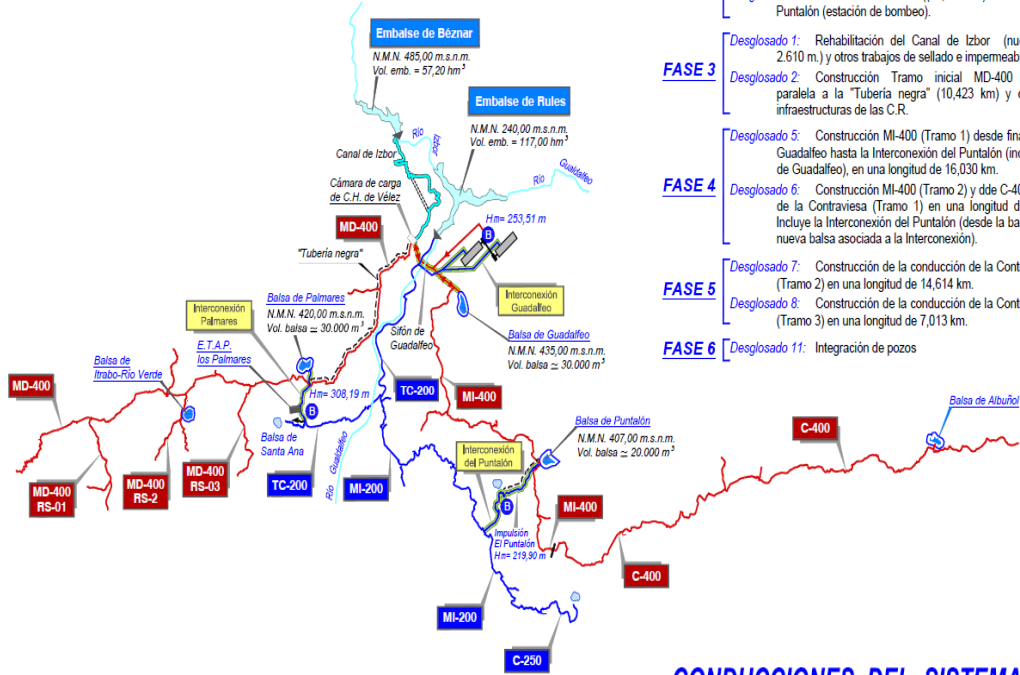 Puntalón (estación de bombeo).
FASE 3
Desglosado 1: Rehabilitación del Canal de Izbor
2.610 m.) y otros trabajos de sellado e
Desglosado 2: Construcción Tramo inicial MD-400
paralela a la "Tubería negra" (10,423 km) y
infraestructuras de las C.R.
FASE 4
Desglosado 5: Construcción MI-400 (Tramo 1) desde
Guadalfeo hasta la Interconexión del Puntalón
de Guadalfeo), en una longitud de 16,030 km.
Desglosado 6: Construcción MI-400 (Tramo 2) y dde
de la Contraviesa (Tramo 1) en una longitud
Incluye la Interconexión del Puntalón (desde la
nueva balsa asociada a la Interconexión).
FASE 5
Desglosado 7: Construcción de la conducción de la
(Tramo 2) en una longitud de 14,614 km.
Desglosado 8: Construcción de la conducción de la
(Tramo 3) en una longitud de 7,013 km.
FASE 6
Desglosado 11: Integración de pozos
Embalse de Béznar
N.M.N. 485,00 m.s.n.m.
Vol. emb. = 57,20 hm³
Embalse de Rules
N.M.N. 240,00 m.s.n.m.
Vol. emb. = 117,00 hm³
Río
Izbor
Canal de Izbor
Río
Guadalfeo
Cámara de carga
de C.H. de Vélez
Hm= 253,51 m
B
MD-400
"Tubería negra"
Interconexión
Guadalfeo
Sifón de
Guadalfeo
Balsa de Guadalfeo
N.M.N. 435,00 m.s.n.m.
Vol. balsa ≃ 30.000 m³
Interconexión
Palmares
Balsa de Palmares
N.M.N. 420,00 m.s.n.m.
Vol. balsa ≃ 30.000 m³
E.T.A.P.
los Palmares
Balsa de
Itrabo-Río Verde
MD-400
Hm= 308,19 m
B
TC-200
MI-400
Balsa de
Santa Ana
Guadalfeo
Río
MD-400
RS-01
MD-400
RS-2
MD-400
RS-03
TC-200
MI-200
Interconexión
del Puntalón
Balsa de Puntalón
N.M.N. 407,00 m.s.n.m.
Vol. balsa ≃ 20.000 m³
B
Impulsión
El Puntalón
Hm= 219,90 m
MI-400
C-400
Balsa de Albuñol
C-400
MI-200
C-250
CONDUCCIONES DEL SISTEMA